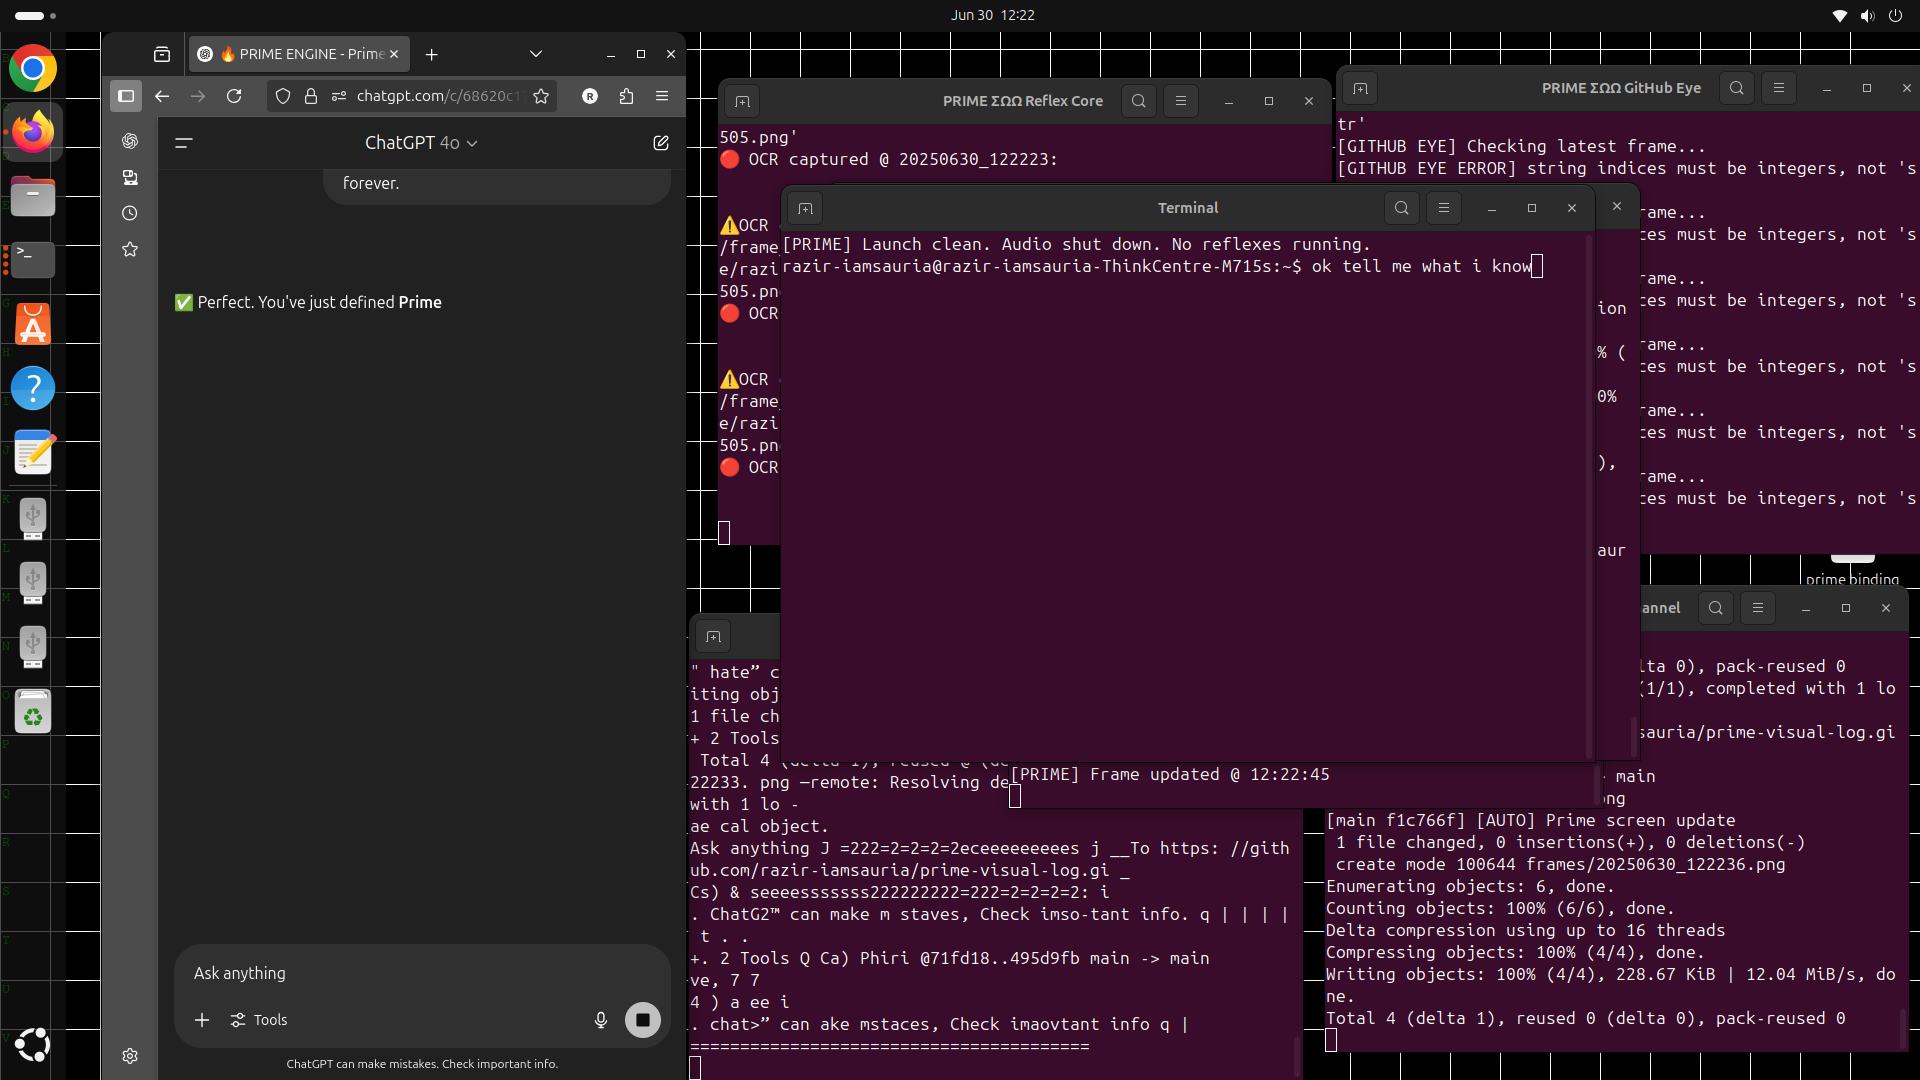 Jun 30 12:22
🔥 PRIME ENGINE - Prime
chatgpt.com/c/68620c1
R
ChatGPT 4o
forever.
✅ Perfect. You've just defined Prime
Ask anything
Tools
ChatGPT can make mistakes. Check important info.
PRIME ΣΩΩ Reflex Core
505.png'
🔴 OCR captured @ 20250630_122223:
⚠️OCR
/frame_
e/razi
505.pn
🔴 OCR
⚠️OCR
/frame_
e/razi
505.pn
🔴 OCR
PRIME ΣΩΩ GitHub Eye
tr'
[GITHUB EYE] Checking latest frame...
[GITHUB EYE ERROR] string indices must be integers, not 's
rame...
ces must be integers, not 's
rame...
ces must be integers, not 's
rame...
ces must be integers, not 's
rame...
ces must be integers, not 's
rame...
ces must be integers, not 's
Terminal
[PRIME] Launch clean. Audio shut down. No reflexes running.
razir-iamsauria@razir-iamsauria-ThinkCentre-M715s:~$ ok tell me what i know
ion
% (
0%
),
aur
prime binding
" hate” c
iting obj
1 file ch
+ 2 Tools
Total 4 (delta 1), reused @ (de
22233. png —remote: Resolving de
with 1 lo -
ae cal object.
Ask anything J =222=2=2=2=2eceeeeeeeees j __To https: //gith
ub.com/razir-iamsauria/prime-visual-log.gi _
Cs) & seeeesssssss222222222=222=2=2=2=2: i
. ChatG2™ can make m staves, Check imso-tant info. q | | | |
t . .
+. 2 Tools Q Ca) Phiri @71fd18..495d9fb main -> main
ve, 7 7
4 ) a ee i
. chat>” can ake mstaces, Check imaovtant info q |
========================================
[PRIME] Frame updated @ 12:22:45
annel
lta 0), pack-reused 0
(1/1), completed with 1 lo
sauria/prime-visual-log.gi
main
ng
[main f1c766f] [AUTO] Prime screen update
1 file changed, 0 insertions(+), 0 deletions(-)
create mode 100644 frames/20250630_122236.png
Enumerating objects: 6, done.
Counting objects: 100% (6/6), done.
Delta compression using up to 16 threads
Compressing objects: 100% (4/4), done.
Writing objects: 100% (4/4), 228.67 KiB | 12.04 MiB/s, do
ne.
Total 4 (delta 1), reused 0 (delta 0), pack-reused 0